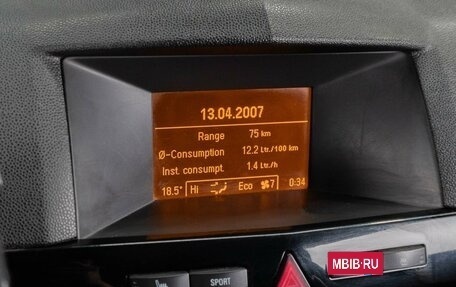 13.04.2007
Range 75 km
Ø-Consumption 12.2 Ltr./100 km
Inst. consumpt. 1.4 Ltr./h
18.5° Hi Eco 7 0:34
SPORT
MBIB.RU